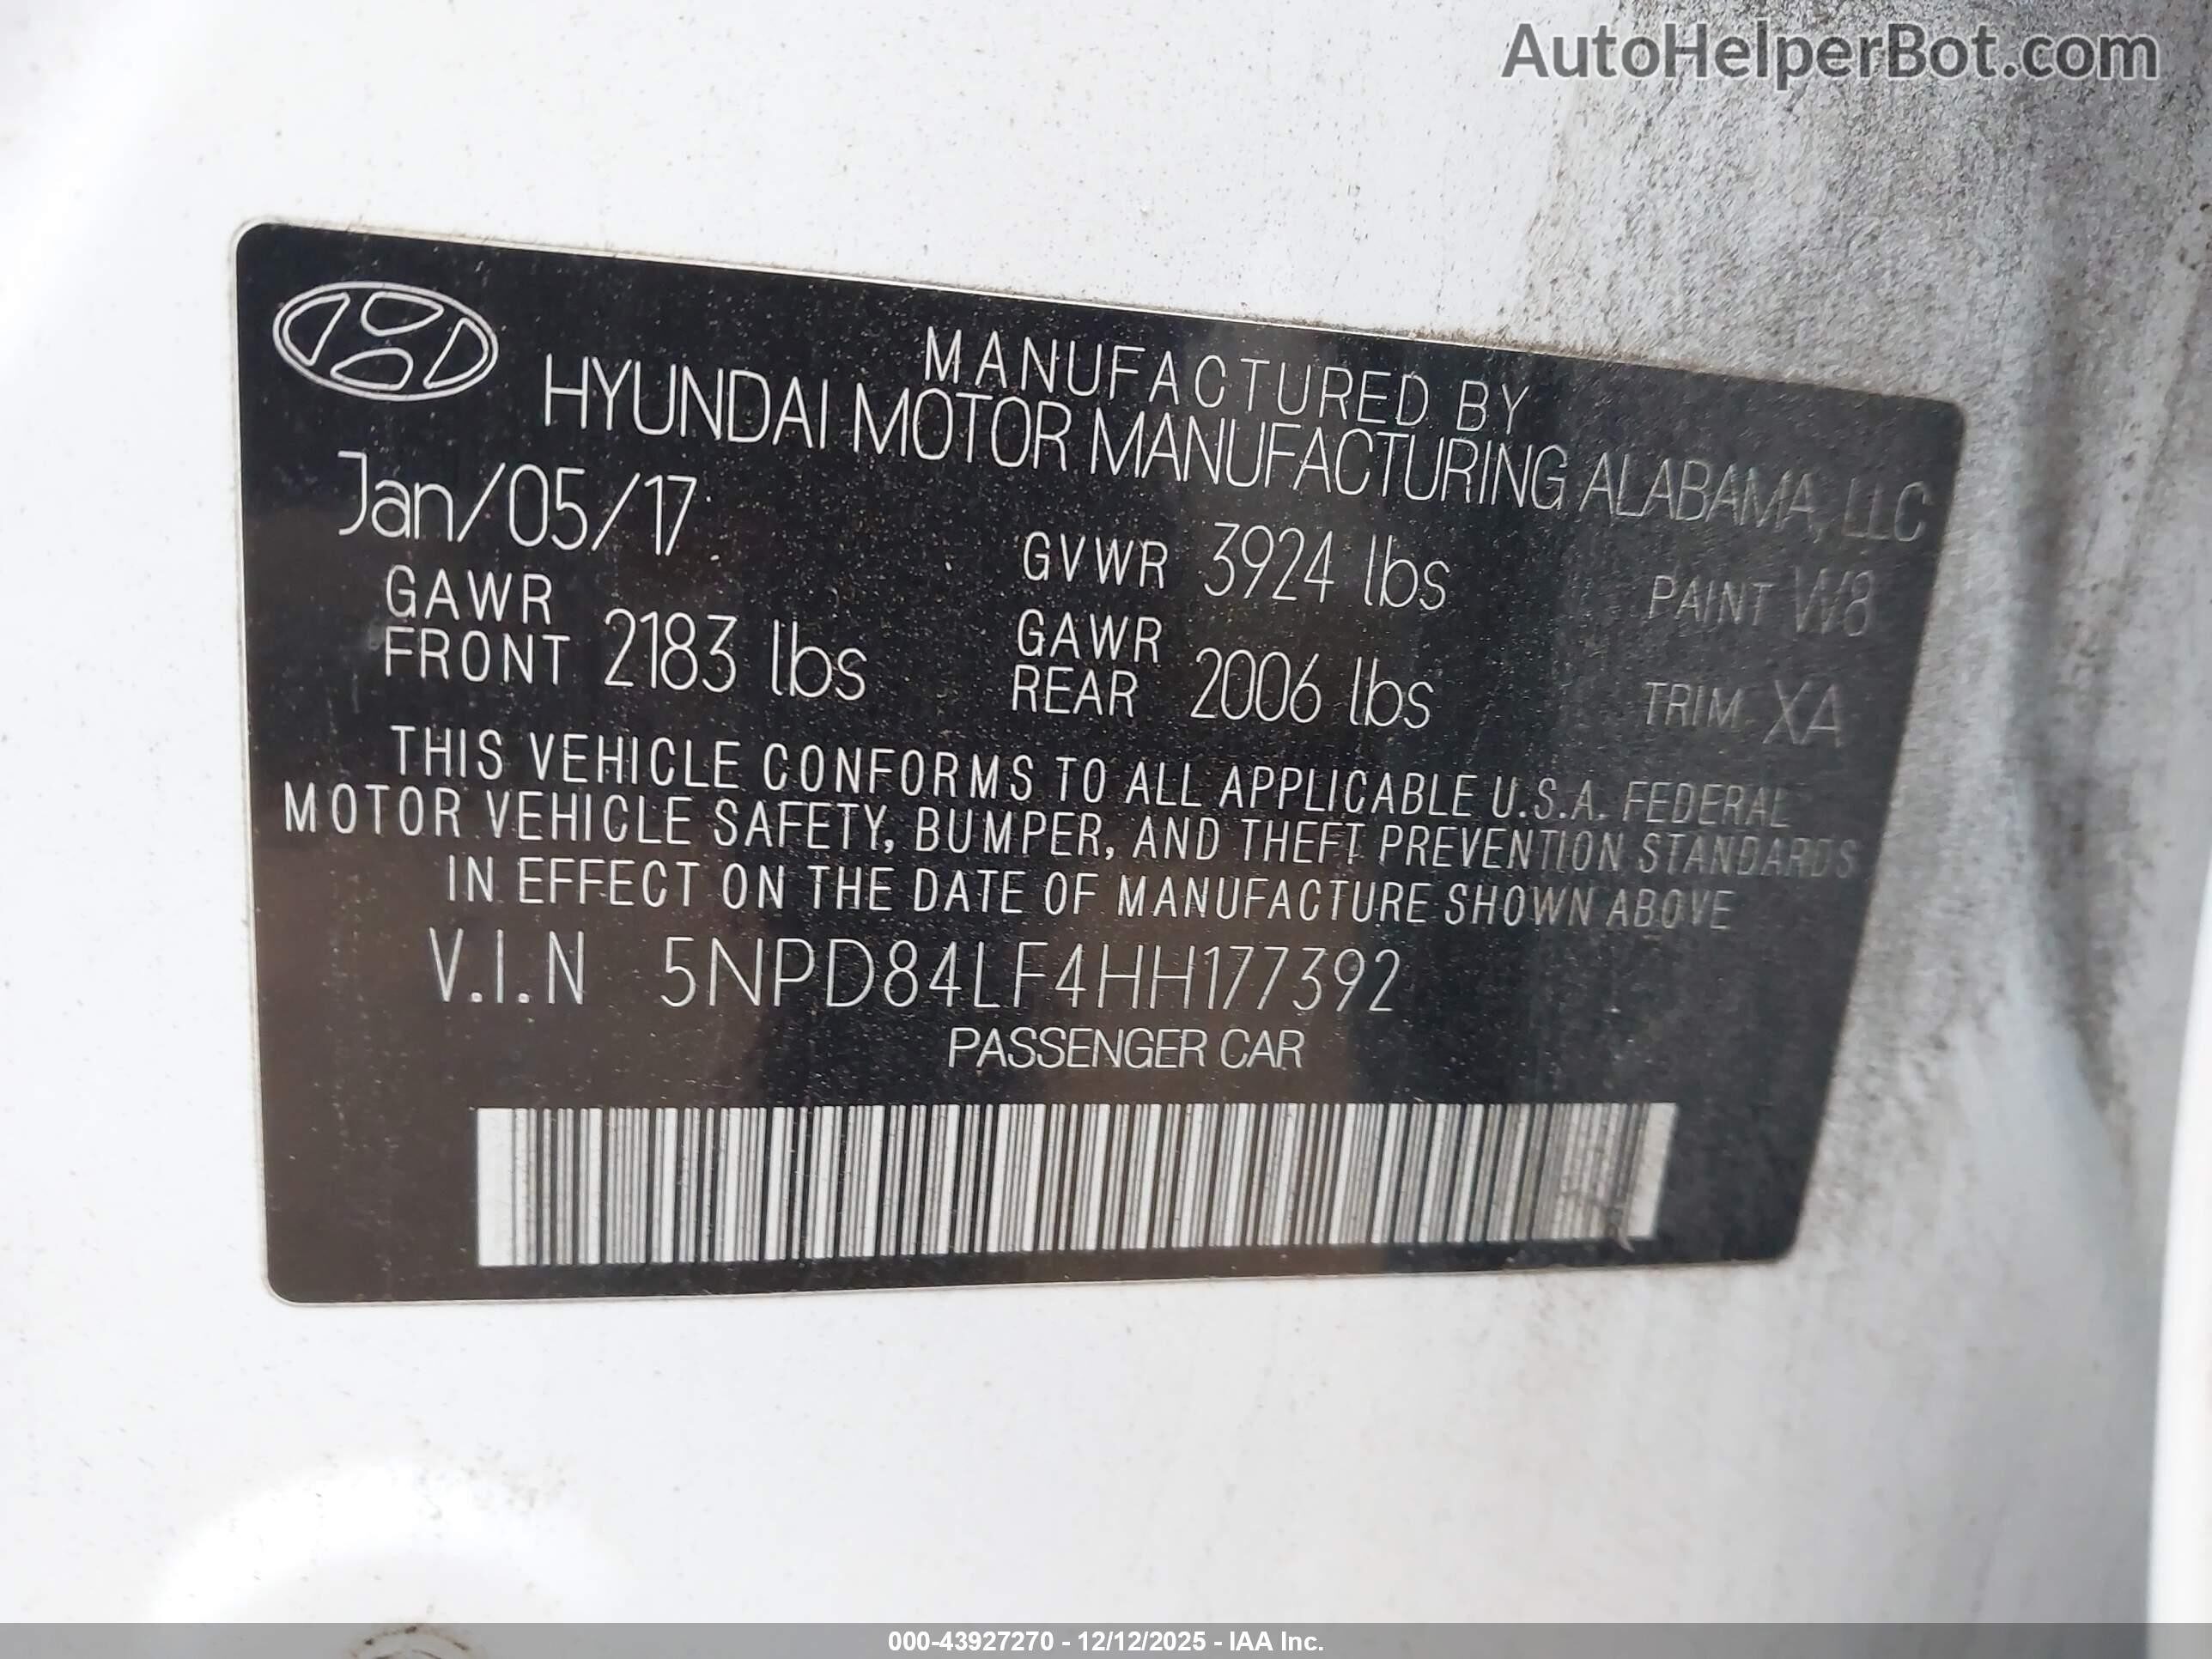 AutoHelperBot.com
MANUFACTURED BY
HYUNDAI MOTOR MANUFACTURING ALABAMA, LLC
Jan/05/17
GVWR 3924 lbs
PAINT W8
GAWR
FRONT 2183 lbs
GAWR
REAR 2006 lbs
TRIM XA
THIS VEHICLE CONFORMS TO ALL APPLICABLE U.S.A. FEDERAL
MOTOR VEHICLE SAFETY, BUMPER, AND THEFT PREVENTION STANDARDS
IN EFFECT ON THE DATE OF MANUFACTURE SHOWN ABOVE
V.I.N 5NPD84LF4HH177392
PASSENGER CAR
000-43927270 - 12/12/2025 - IAA Inc.